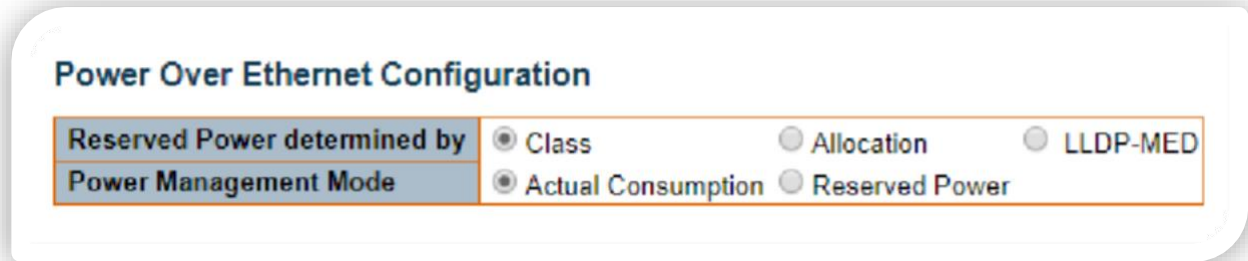 Power Over Ethernet Configuration
Reserved Power determined by Class Allocation LLDP-MED
Power Management Mode Actual Consumption Reserved Power